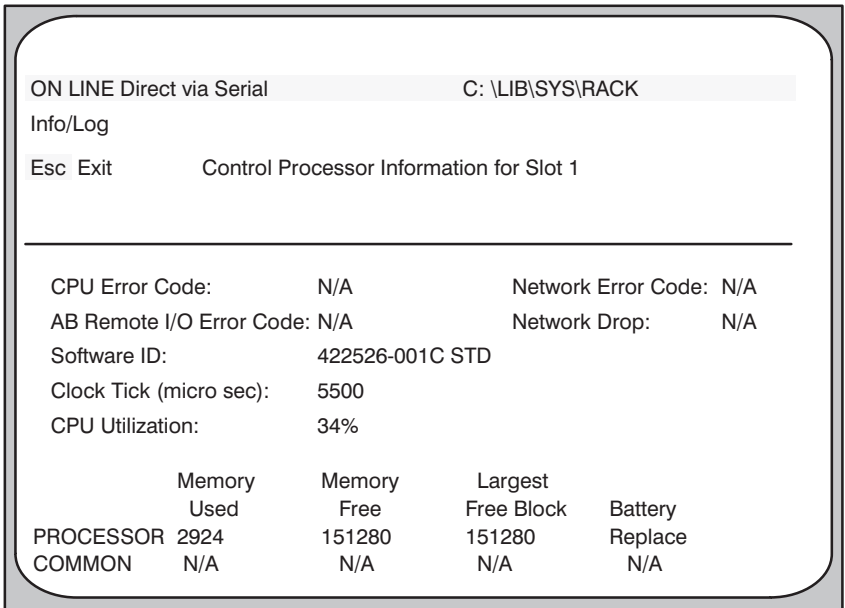 ON LINE Direct via Serial C: \LIB\SYS\RACK
Info/Log
Esc Exit Control Processor Information for Slot 1
CPU Error Code: N/A Network Error Code: N/A
AB Remote I/O Error Code: N/A Network Drop: N/A
Software ID: 422526-001C STD
Clock Tick (micro sec): 5500
CPU Utilization: 34%
Memory Memory Largest
Used Free Free Block Battery
PROCESSOR 2924 151280 151280 Replace
COMMON N/A N/A N/A N/A